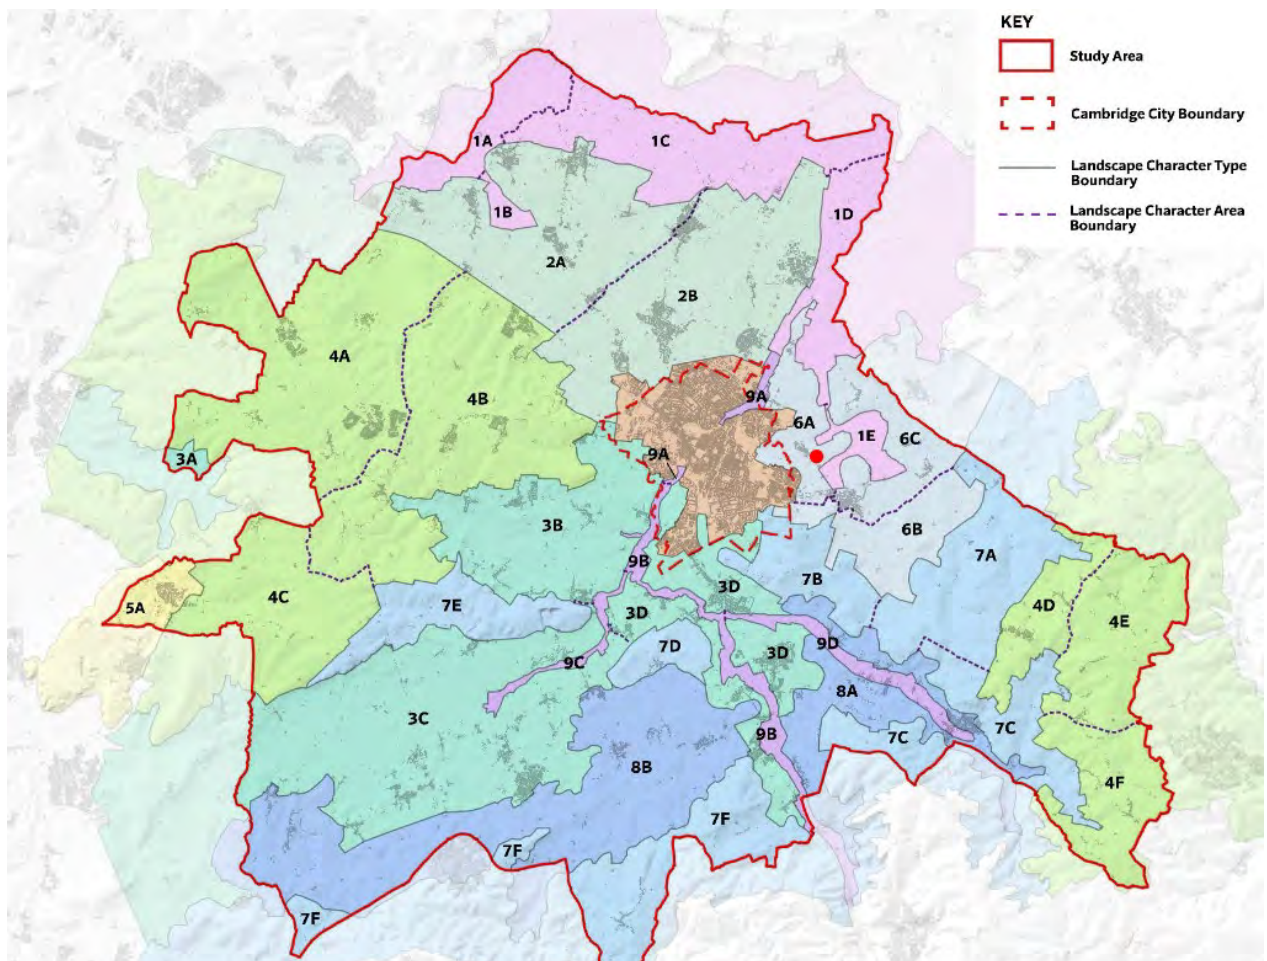 KEY
Study Area
Cambridge City Boundary
Landscape Character Type
Boundary
Landscape Character Area
Boundary
1A
1C
1B
1D
2A
2B
4A
4B
9A
6A
1E
6C
3A
9A
3B
6B
7A
9B
7B
5A
4C
7E
3D
4D
4E
3D
7D
3D
9D
9C
8A
3C
7C
7C
9B
8B
4F
7F
7F
7F